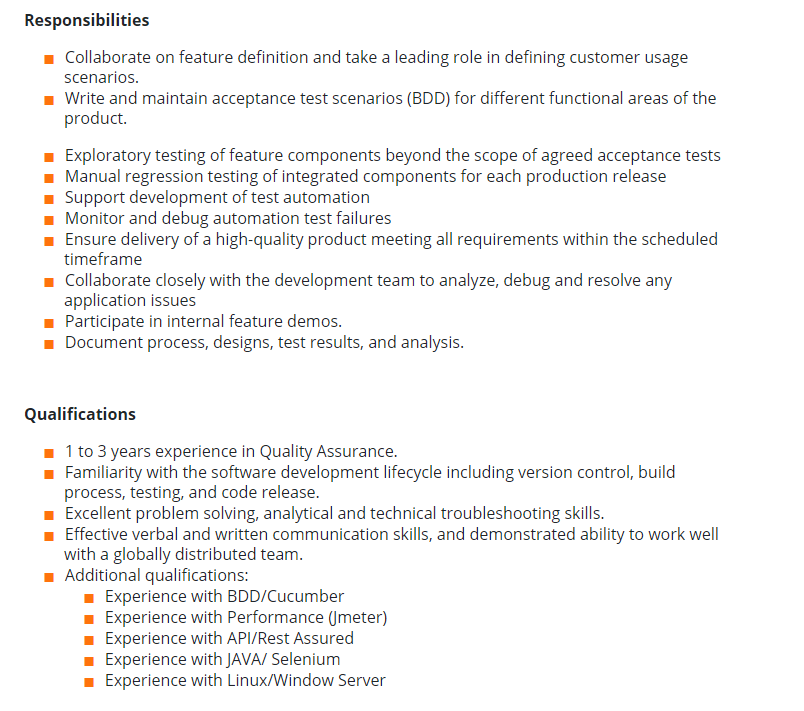 Responsibilities
Collaborate on feature definition and take a leading role in defining customer usage
scenarios.
Write and maintain acceptance test scenarios (BDD) for different functional areas of the
product.
Exploratory testing of feature components beyond the scope of agreed acceptance tests
Manual regression testing of integrated components for each production release
Support development of test automation
Monitor and debug automation test failures
Ensure delivery of a high-quality product meeting all requirements within the scheduled
timeframe
Collaborate closely with the development team to analyze, debug and resolve any
application issues
Participate in internal feature demos.
Document process, designs, test results, and analysis.
Qualifications
1 to 3 years experience in Quality Assurance.
Familiarity with the software development lifecycle including version control, build
process, testing, and code release.
Excellent problem solving, analytical and technical troubleshooting skills.
Effective verbal and written communication skills, and demonstrated ability to work well
with a globally distributed team.
Additional qualifications:
Experience with BDD/Cucumber
Experience with Performance (Jmeter)
Experience with API/Rest Assured
Experience with JAVA/ Selenium
Experience with Linux/Window Server